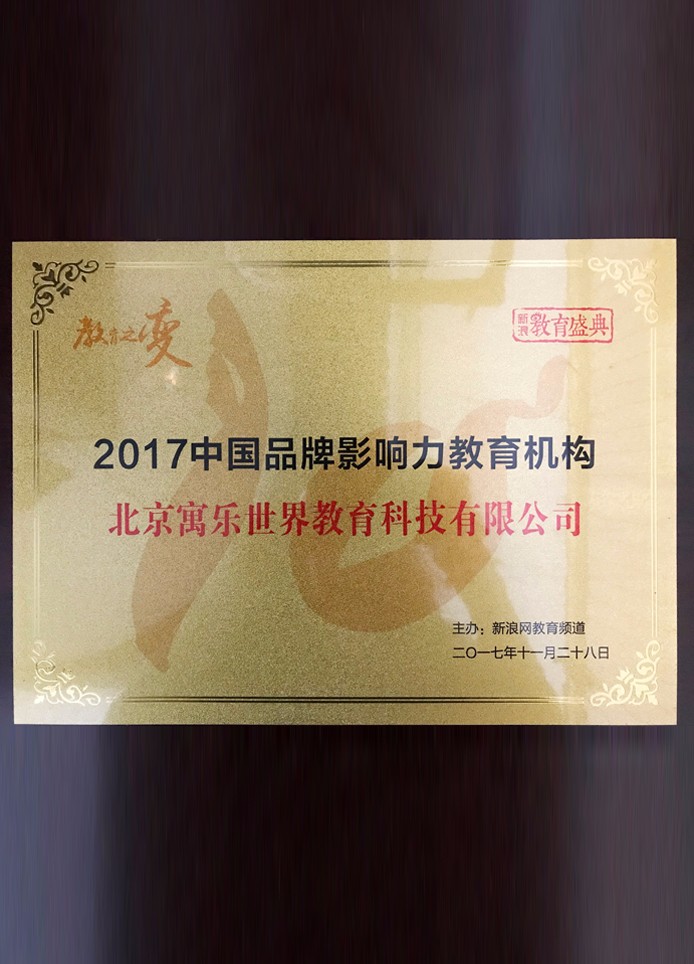 教育之变
新浪 教育盛典
2017中国品牌影响力教育机构
北京寓乐世界教育科技有限公司
主办：新浪网教育频道
二〇一七年十一月二十八日